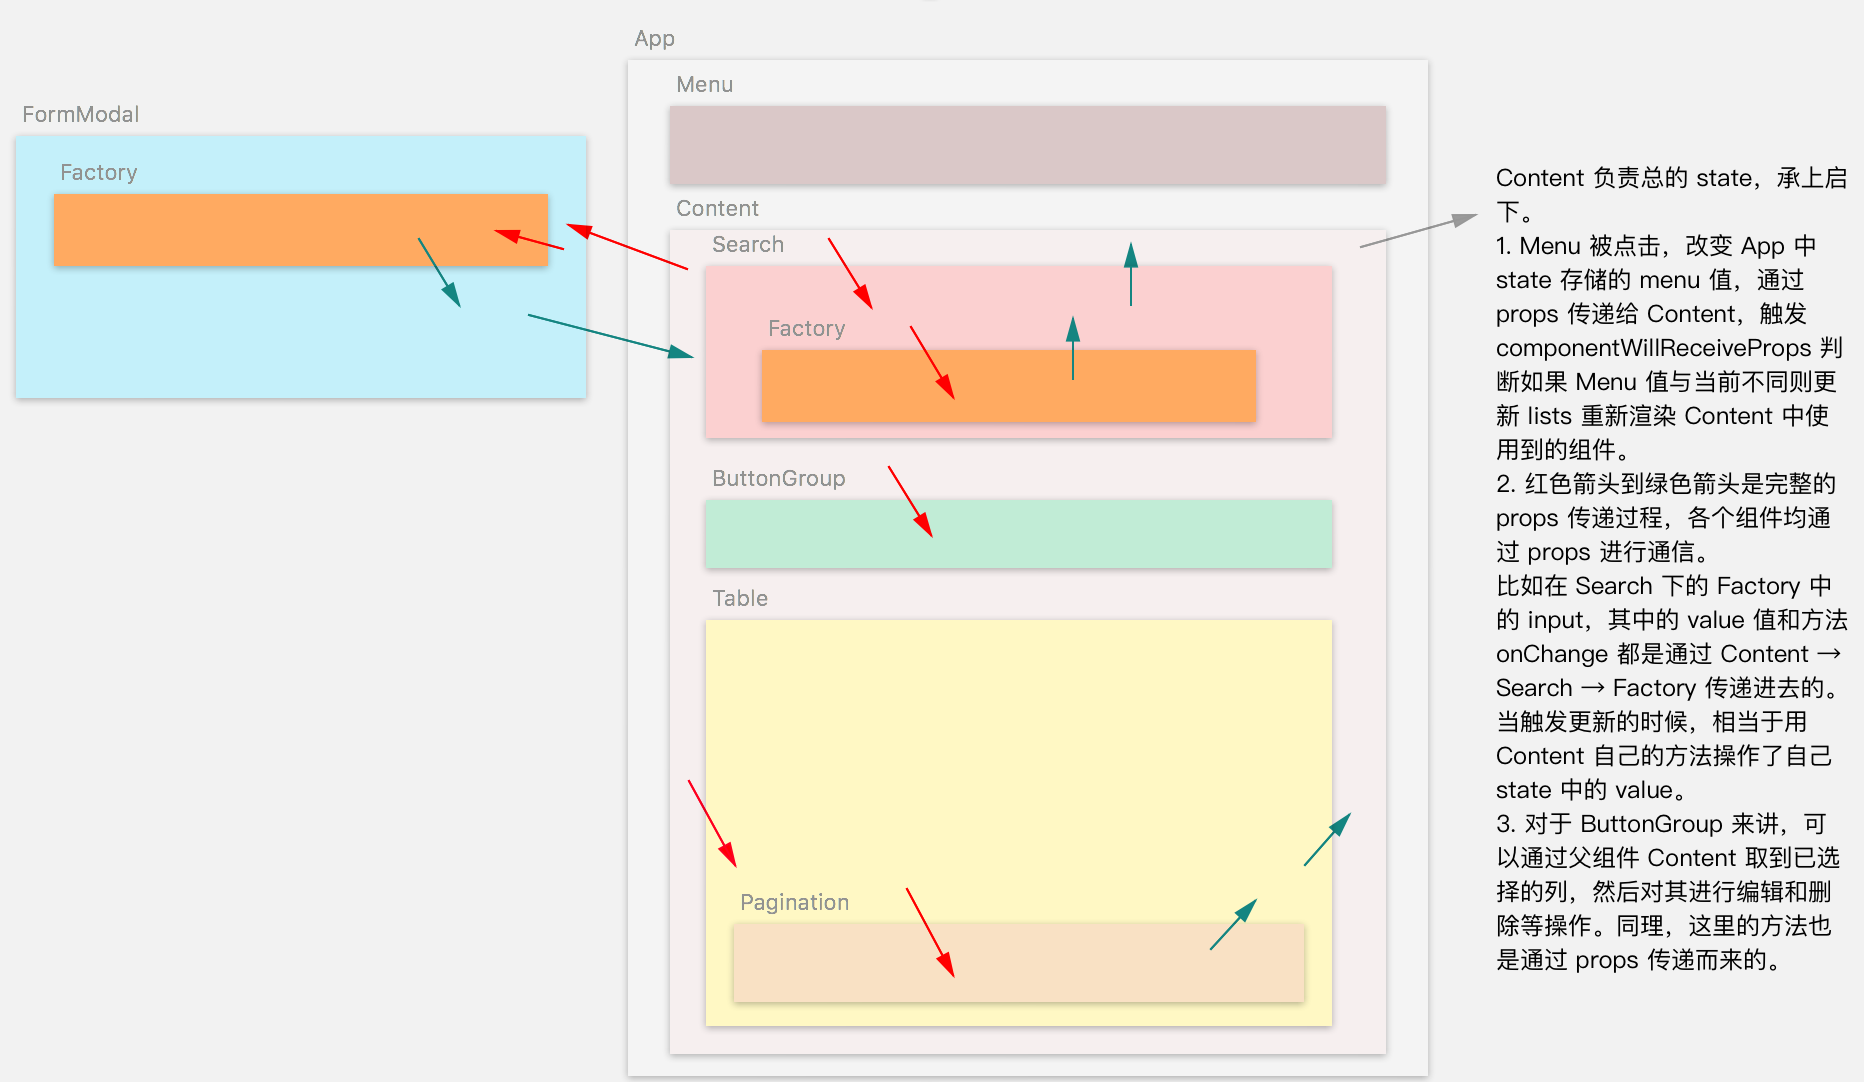 App
Menu
FormModal
Factory
Content
Search
Factory
ButtonGroup
Table
Pagination
Content 负责总的 state，承上启
下。
1. Menu 被点击，改变 App 中
state 存储的 menu 值，通过
props 传递给 Content，触发
componentWillReceiveProps 判
断如果 Menu 值与当前不同则更
新 lists 重新渲染 Content 中使
用到的组件。
2. 红色箭头到绿色箭头是完整的
props 传递过程，各个组件均通
过 props 进行通信。
比如在 Search 下的 Factory 中
的 input，其中的 value 值和方法
onChange 都是通过 Content →
Search → Factory 传递进去的。
当触发更新的时候，相当于用
Content 自己的方法操作了自己
state 中的 value。
3. 对于 ButtonGroup 来讲，可
以通过父组件 Content 取到已选
择的列，然后对其进行编辑和删
除等操作。同理，这里的方法也
是通过 props 传递而来的。